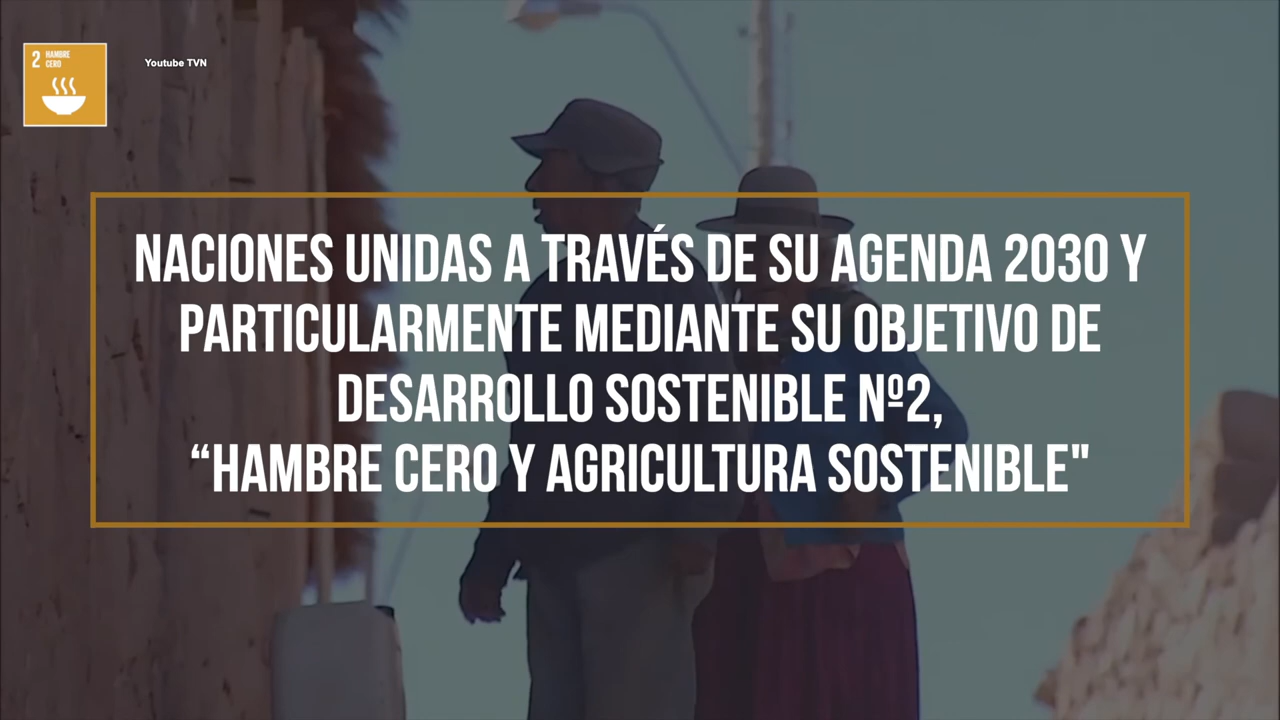 2 HAMBRE
CERO
Youtube TVN
NACIONES UNIDAS A TRAVÉS DE SU AGENDA 2030 Y
PARTICULARMENTE MEDIANTE SU OBJETIVO DE
DESARROLLO SOSTENIBLE Nº2,
“HAMBRE CERO Y AGRICULTURA SOSTENIBLE"